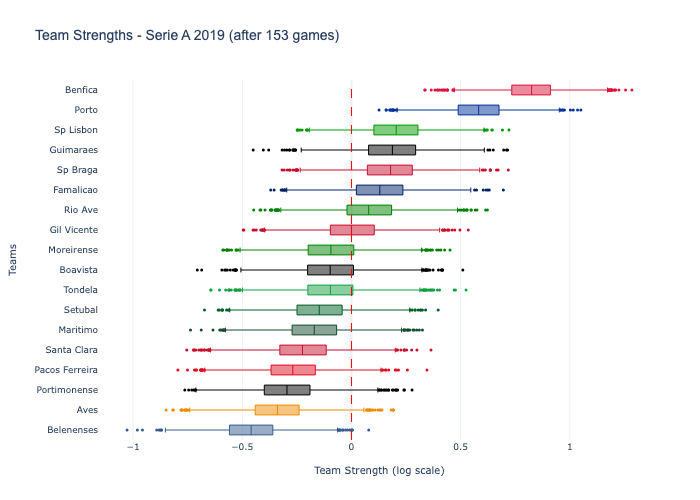 Team Strengths - Serie A 2019 (after 153 games)
Benfica
Porto
Sp Lisbon
Guimaraes
Sp Braga
Famalicao
Rio Ave
Gil Vicente
Moreirense
Boavista
Tondela
Setubal
Maritimo
Santa Clara
Pacos Ferreira
Portimonense
Aves
Belenenses
Teams
−1
−0.5
0
0.5
1
Team Strength (log scale)